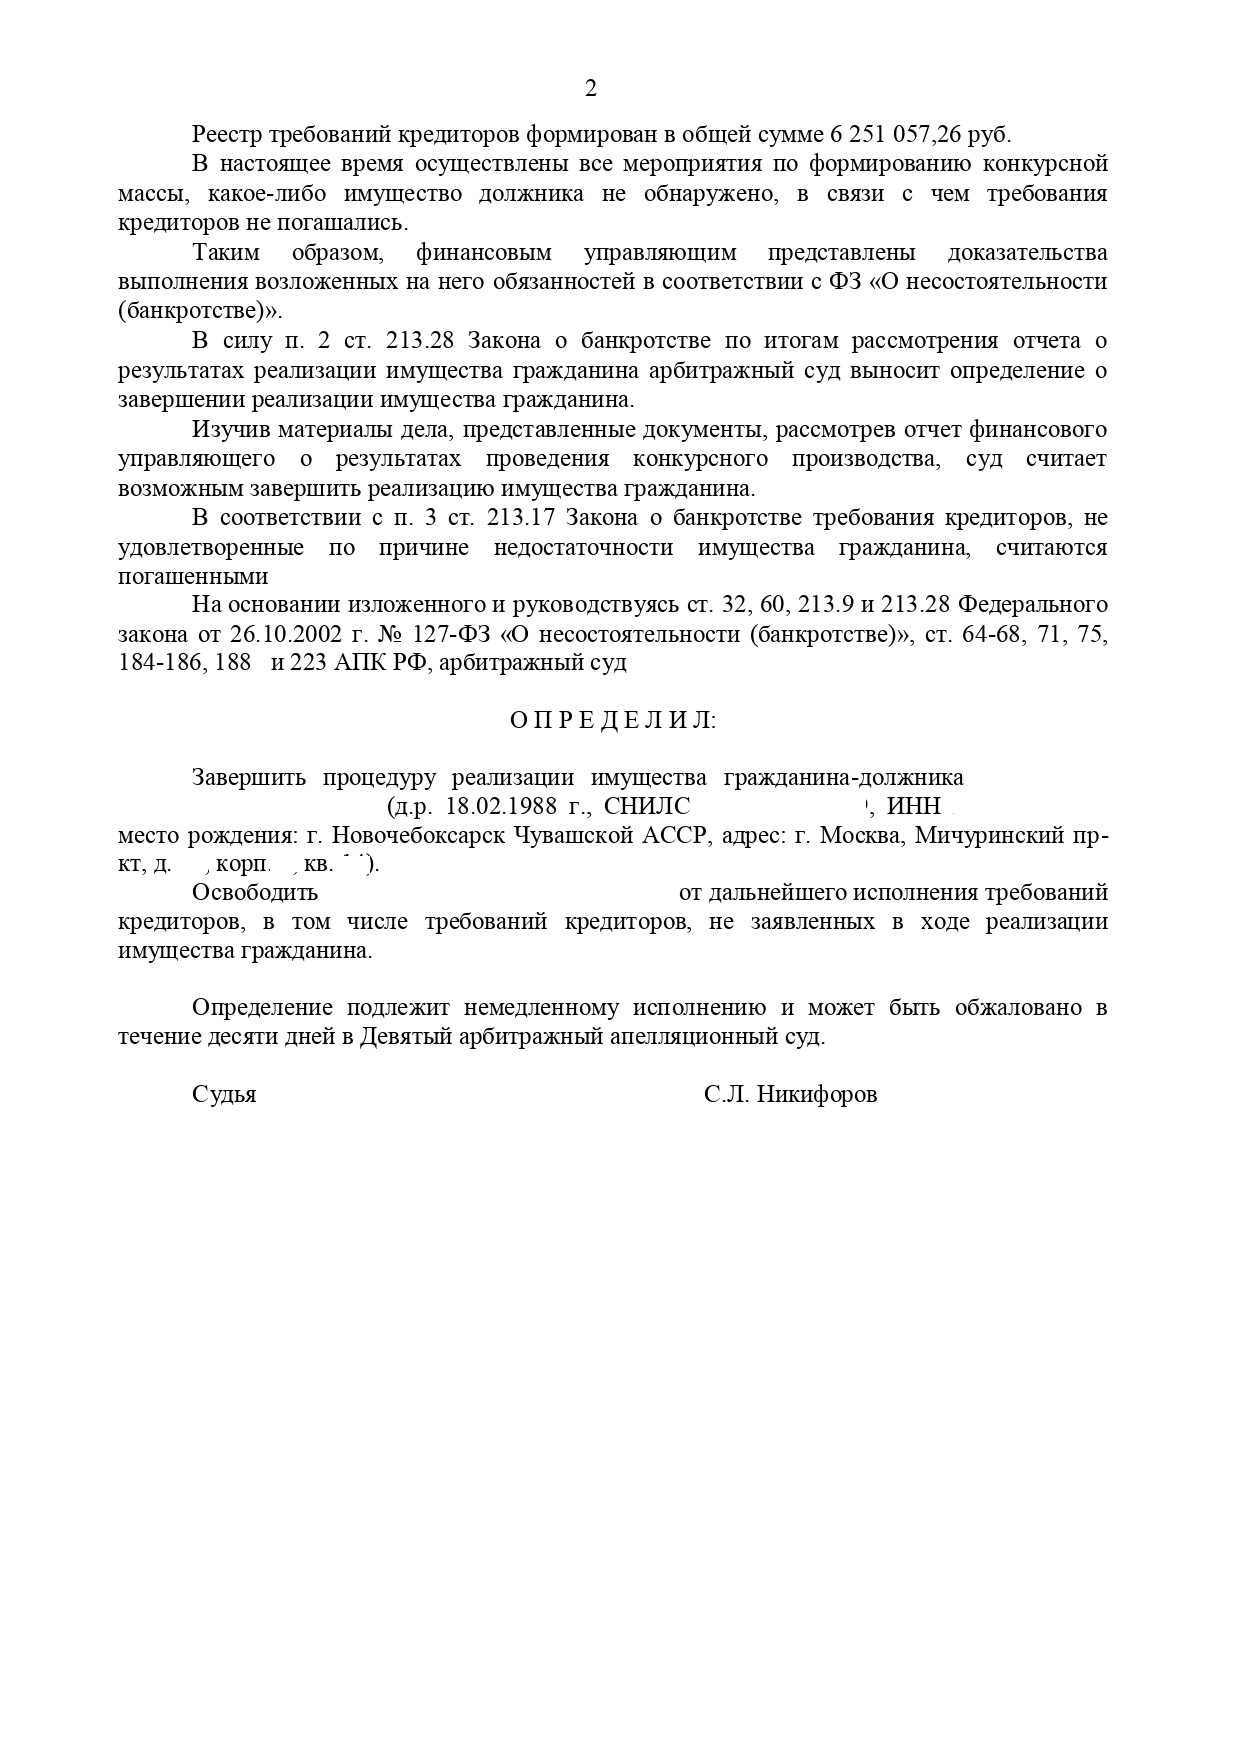 2
Реестр требований кредиторов формирован в общей сумме 6 251 057,26 руб.
В настоящее время осуществлены все мероприятия по формированию конкурсной
массы, какое-либо имущество должника не обнаружено, в связи с чем требования
кредиторов не погашались.
Таким образом, финансовым управляющим представлены доказательства
выполнения возложенных на него обязанностей в соответствии с ФЗ «О несостоятельности
(банкротстве)».
В силу п. 2 ст. 213.28 Закона о банкротстве по итогам рассмотрения отчета о
результатах реализации имущества гражданина арбитражный суд выносит определение о
завершении реализации имущества гражданина.
Изучив материалы дела, представленные документы, рассмотрев отчет финансового
управляющего о результатах проведения конкурсного производства, суд считает
возможным завершить реализацию имущества гражданина.
В соответствии с п. 3 ст. 213.17 Закона о банкротстве требования кредиторов, не
удовлетворенные по причине недостаточности имущества гражданина, считаются
погашенными
На основании изложенного и руководствуясь ст. 32, 60, 213.9 и 213.28 Федерального
закона от 26.10.2002 г. № 127-ФЗ «О несостоятельности (банкротстве)», ст. 64-68, 71, 75,
184-186, 188 и 223 АПК РФ, арбитражный суд
О П Р Е Д Е Л И Л:
Завершить процедуру реализации имущества гражданина-должника
(д.р. 18.02.1988 г., СНИЛС , ИНН
место рождения: г. Новочебоксарск Чувашской АССР, адрес: г. Москва, Мичуринский пр-
кт, д. , корп. , кв. ).
Освободить от дальнейшего исполнения требований
кредиторов, в том числе требований кредиторов, не заявленных в ходе реализации
имущества гражданина.
Определение подлежит немедленному исполнению и может быть обжаловано в
течение десяти дней в Девятый арбитражный апелляционный суд.
Судья С.Л. Никифоров